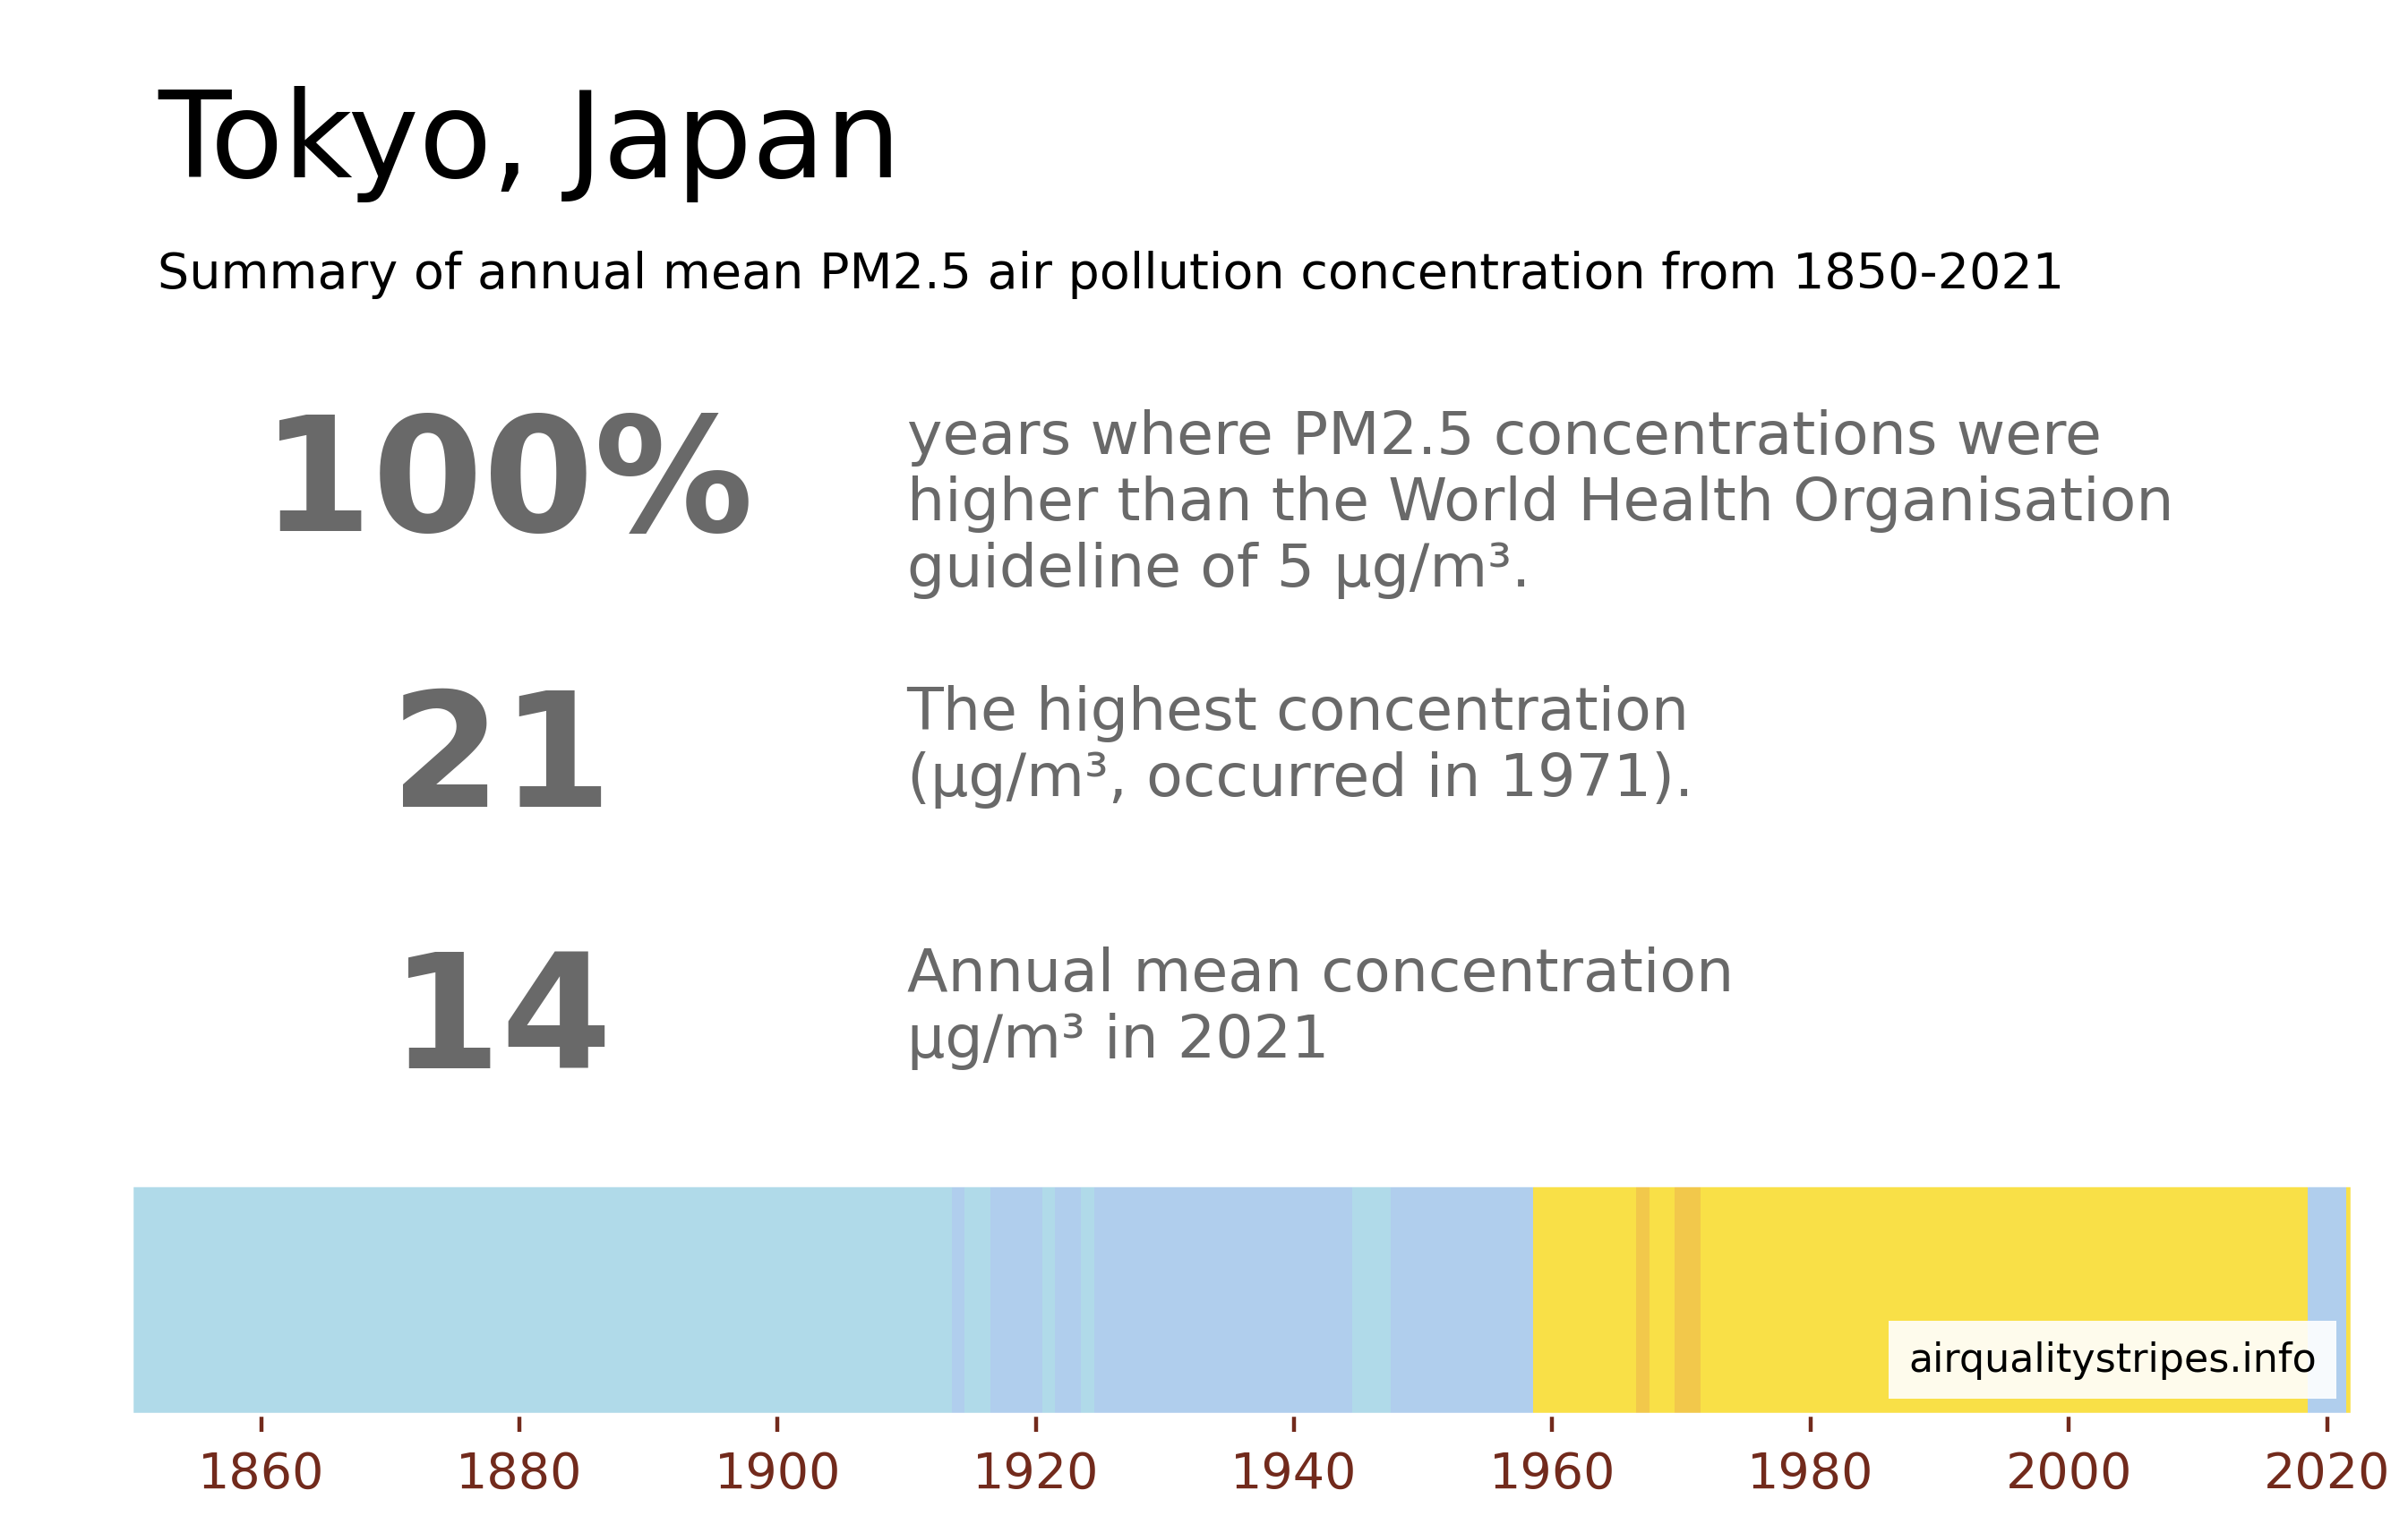 Tokyo, Japan
Summary of annual mean PM2.5 air pollution concentration from 1850-2021
100%
years where PM2.5 concentrations were
higher than the World Health Organisation
guideline of 5 µg/m³.
21
The highest concentration
(µg/m³, occurred in 1971).
14
Annual mean concentration
µg/m³ in 2021
airqualitystripes.info
1860 1880 1900 1920 1940 1960 1980 2000 2020